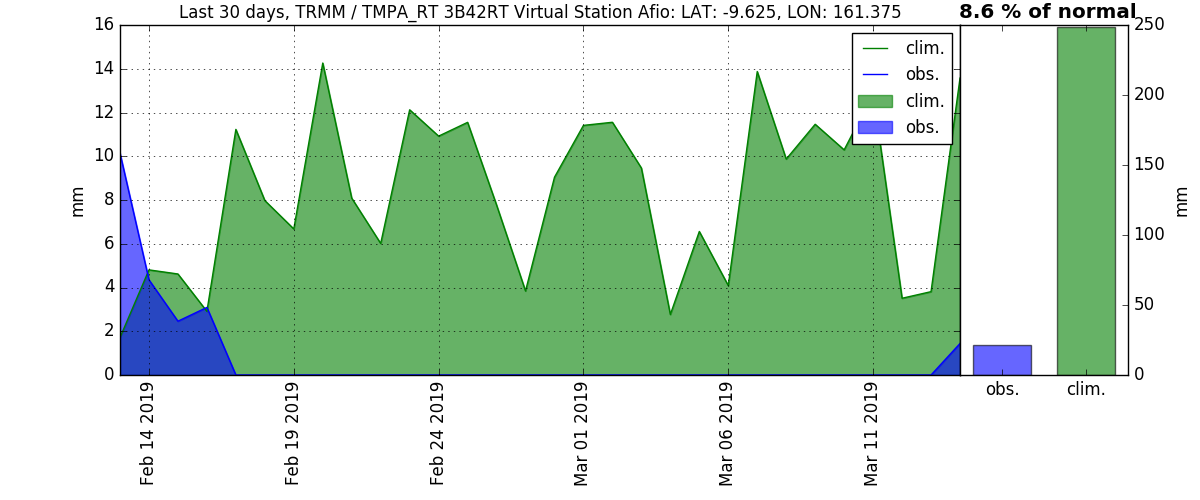 Last 30 days, TRMM / TMPA_RT 3B42RT Virtual Station Afio: LAT: -9.625, LON: 161.375
8.6 % of normal
16
14
12
10
8
6
4
2
0
mm
clim.
obs.
clim.
obs.
Feb 14 2019
Feb 19 2019
Feb 24 2019
Mar 01 2019
Mar 06 2019
Mar 11 2019
250
200
150
100
50
0
mm
obs.
clim.